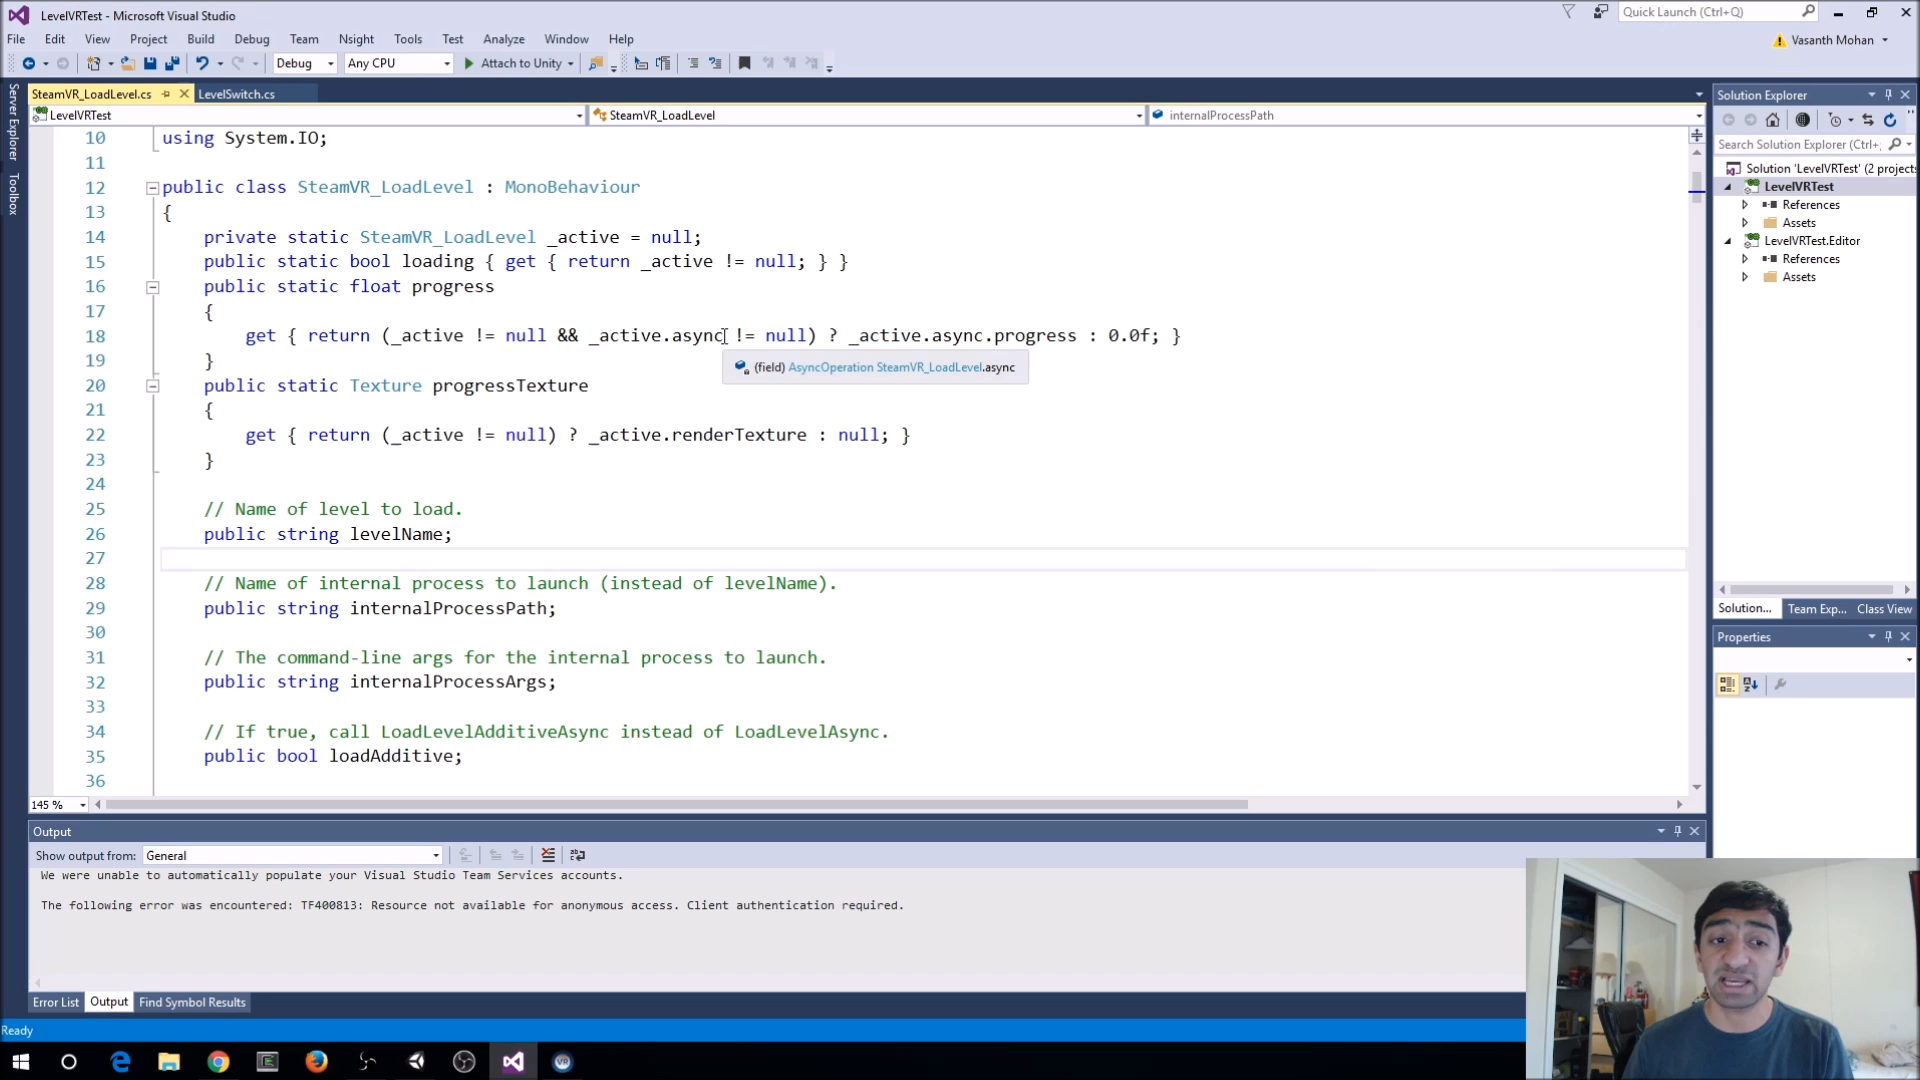 LevelVRTest - Microsoft Visual Studio
Quick Launch (Ctrl+Q)
File Edit View Project Build Debug Team Nsight Tools Test Analyze Window Help
Vasanth Mohan
Debug Any CPU Attach to Unity
Server Explorer
Toolbox
SteamVR_LoadLevel.cs LevelSwitch.cs
LevelVRTest SteamVR_LoadLevel internalProcessPath
10 using System.IO;
11
12 public class SteamVR_LoadLevel : MonoBehaviour
13 {
14 private static SteamVR_LoadLevel _active = null;
15 public static bool loading { get { return _active != null; } }
16 public static float progress
17 {
18 get { return (_active != null && _active.async != null) ? _active.async.progress : 0.0f; }
19 }
(field) AsyncOperation SteamVR_LoadLevel.async
20 public static Texture progressTexture
21 {
22 get { return (_active != null) ? _active.renderTexture : null; }
23 }
24
25 // Name of level to load.
26 public string levelName;
27
28 // Name of internal process to launch (instead of levelName).
29 public string internalProcessPath;
30
31 // The command-line args for the internal process to launch.
32 public string internalProcessArgs;
33
34 // If true, call LoadLevelAdditiveAsync instead of LoadLevelAsync.
35 public bool loadAdditive;
36
145 %
Solution Explorer
Search Solution Explorer (Ctrl+;
Solution 'LevelVRTest' (2 projects
LevelVRTest
References
Assets
LevelVRTest.Editor
References
Assets
Solution... Team Exp... Class View
Properties
Output
Show output from: General
We were unable to automatically populate your Visual Studio Team Services accounts.
The following error was encountered: TF400813: Resource not available for anonymous access. Client authentication required.
Error List Output Find Symbol Results
Ready
VR